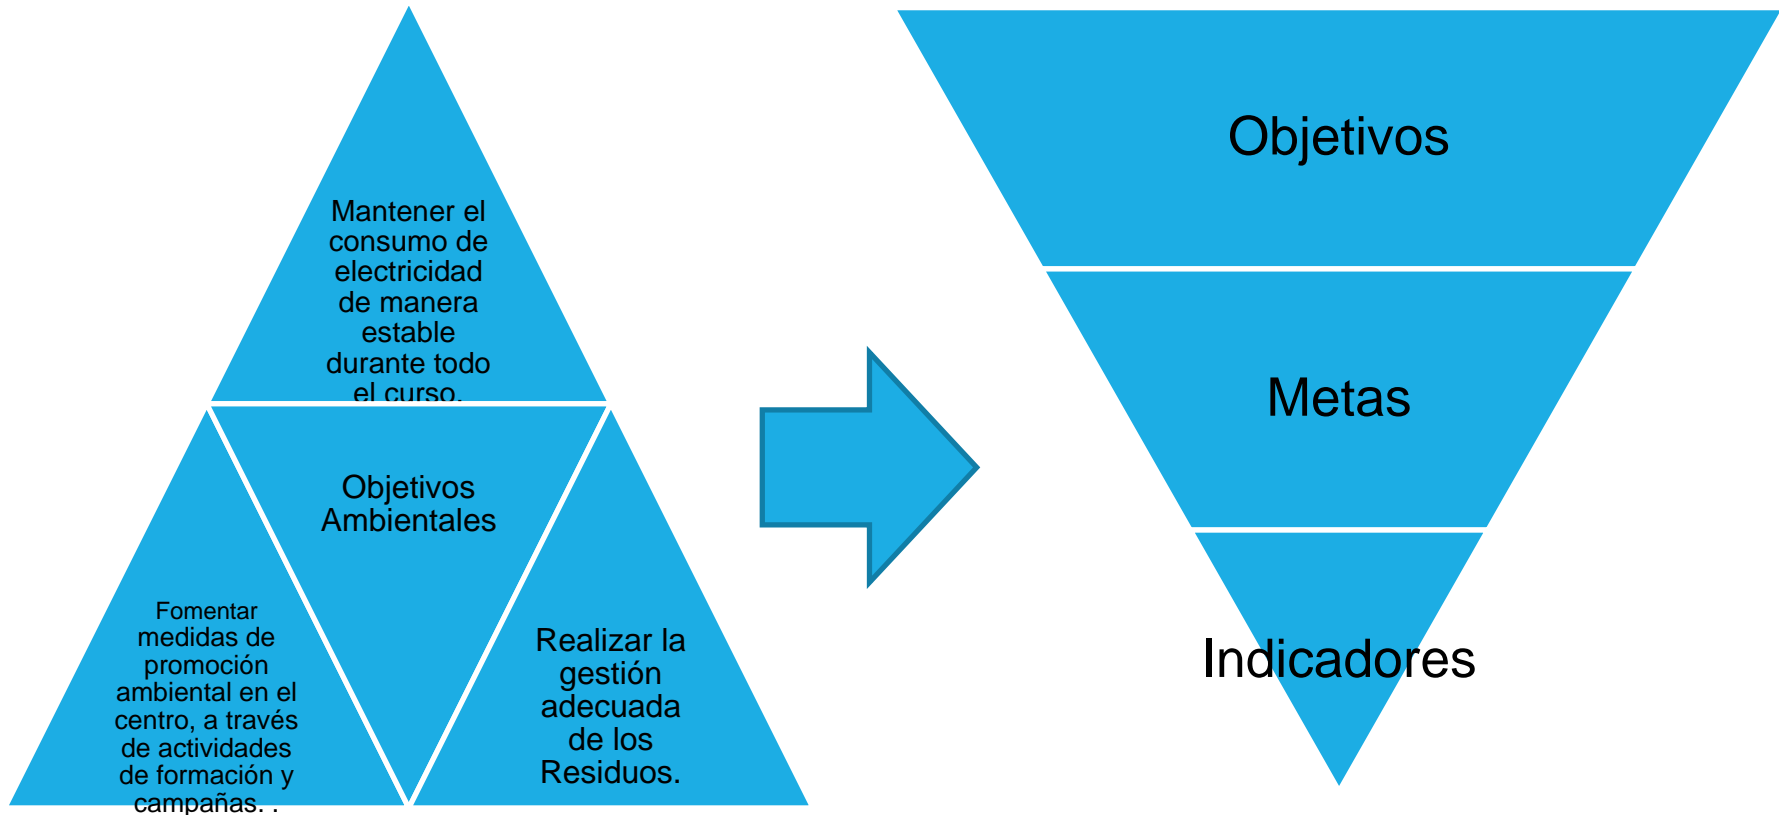 Mantener el
consumo de
electricidad
de manera
estable
durante todo
el curso.
Objetivos
Ambientales
Fomentar
medidas de
promoción
ambiental en el
centro, a través
de actividades
de formación y
campañas. .
Realizar la
gestión
adecuada
de los
Residuos.
Objetivos
Metas
Indicadores